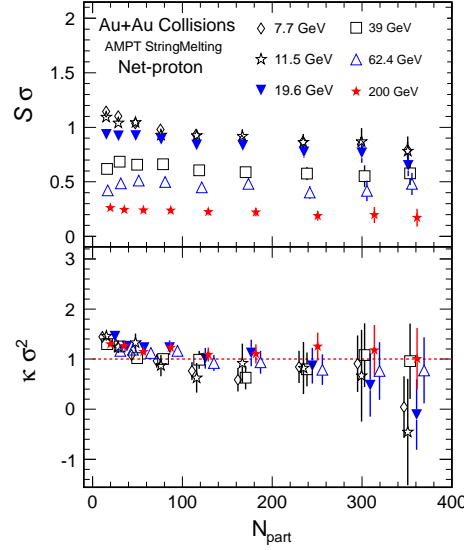 Au+Au Collisions
AMPT StringMelting
Net-proton
7.7 GeV
39 GeV
11.5 GeV
62.4 GeV
19.6 GeV
200 GeV
S σ
2
1.5
1
0.5
0
κ σ²
3
2
1
0
-1
0 100 200 300 400
N_part